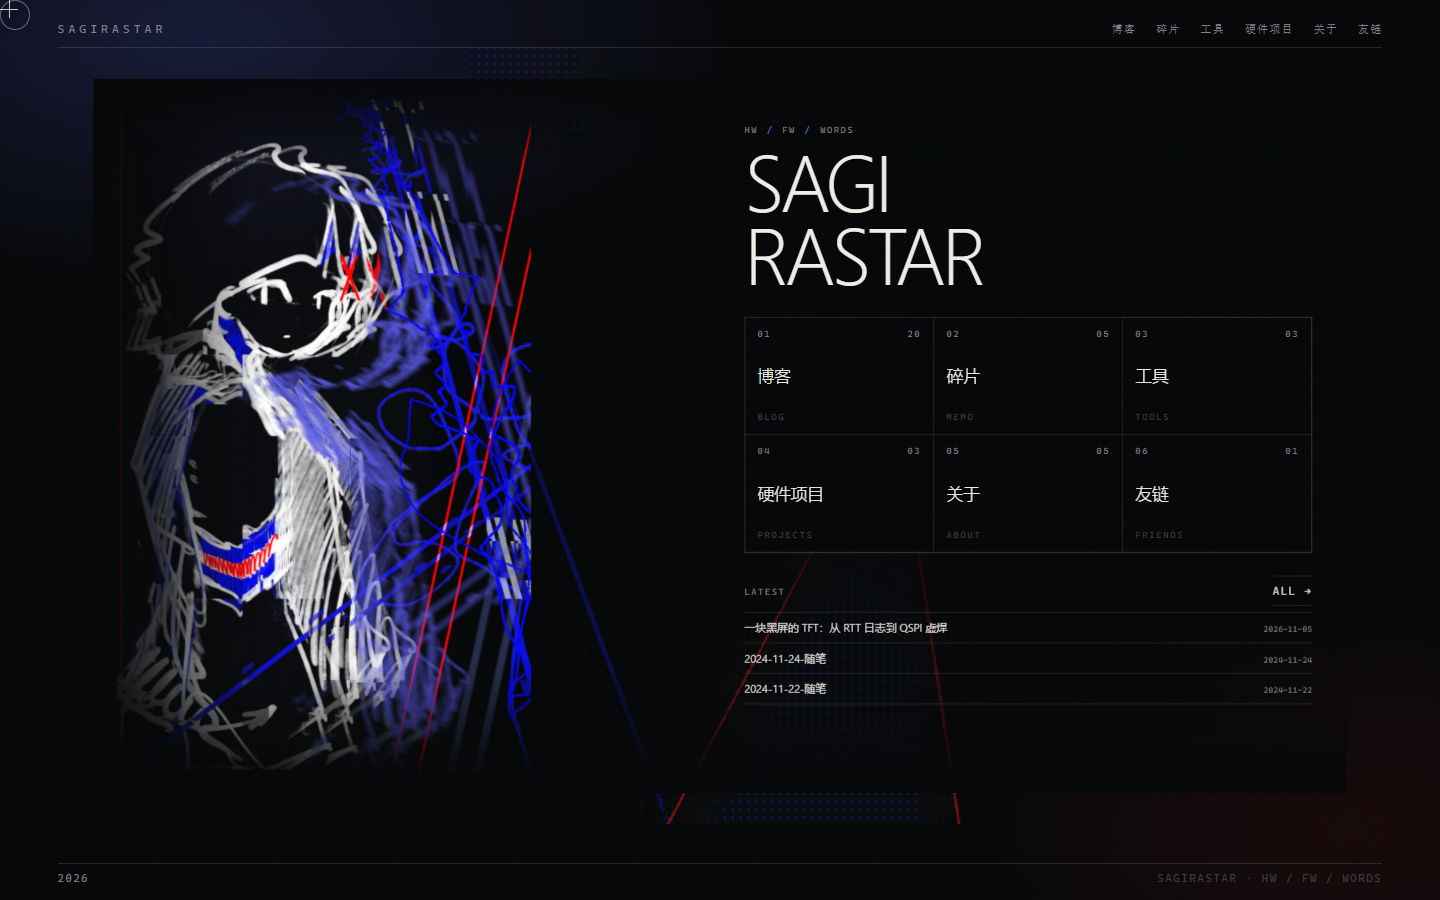 SAGIRASTAR
博客 碎片 工具 硬件项目 关于 友链
HW / FW / WORDS
SAGI
RASTAR
01 20
博客
BLOG
02 05
碎片
MEMO
03 03
工具
TOOLS
04 03
硬件项目
PROJECTS
05 05
关于
ABOUT
06 01
友链
FRIENDS
LATEST
ALL →
一块黑屏的 TFT：从 RTT 日志到 QSPI 虚焊 2026-11-05
2024-11-24-随笔 2024-11-24
2024-11-22-随笔 2024-11-22
2026
SAGIRASTAR · HW / FW / WORDS